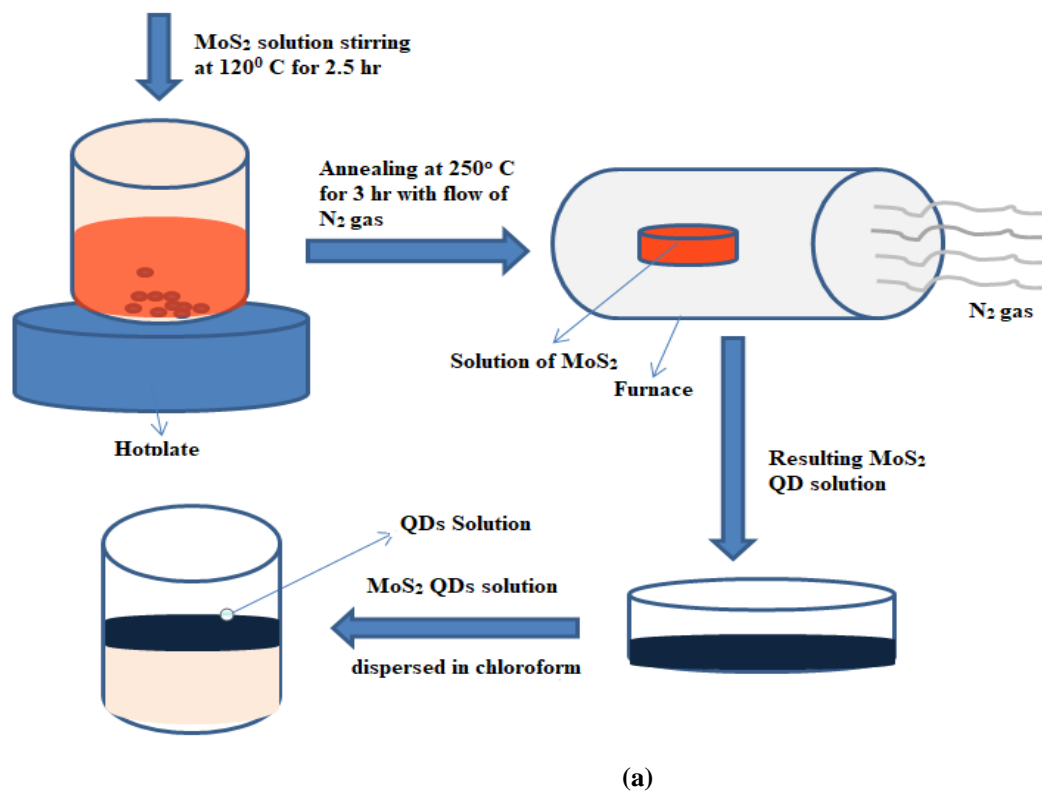 MoS₂ solution stirring
at 120⁰ C for 2.5 hr
Annealing at 250° C
for 3 hr with flow of
N₂ gas
N₂ gas
Solution of MoS₂
Furnace
Hotplate
Resulting MoS₂
QD solution
QDs Solution
MoS₂ QDs solution
dispersed in chloroform
(a)